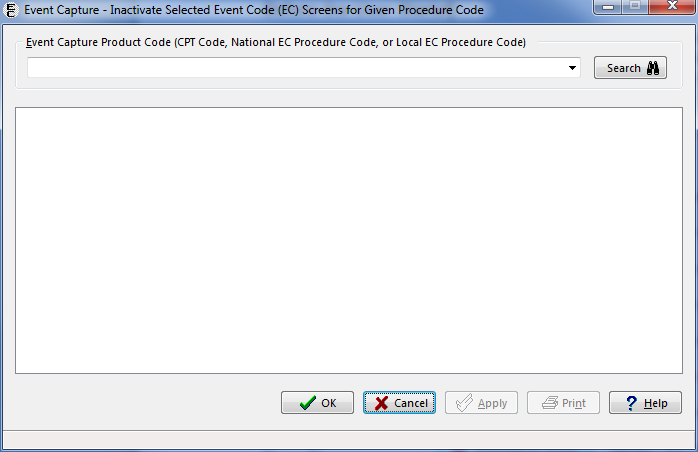 Event Capture - Inactivate Selected Event Code (EC) Screens for Given Procedure Code
Event Capture Product Code (CPT Code, National EC Procedure Code, or Local EC Procedure Code)
Search
OK
Cancel
Apply
Print
Help